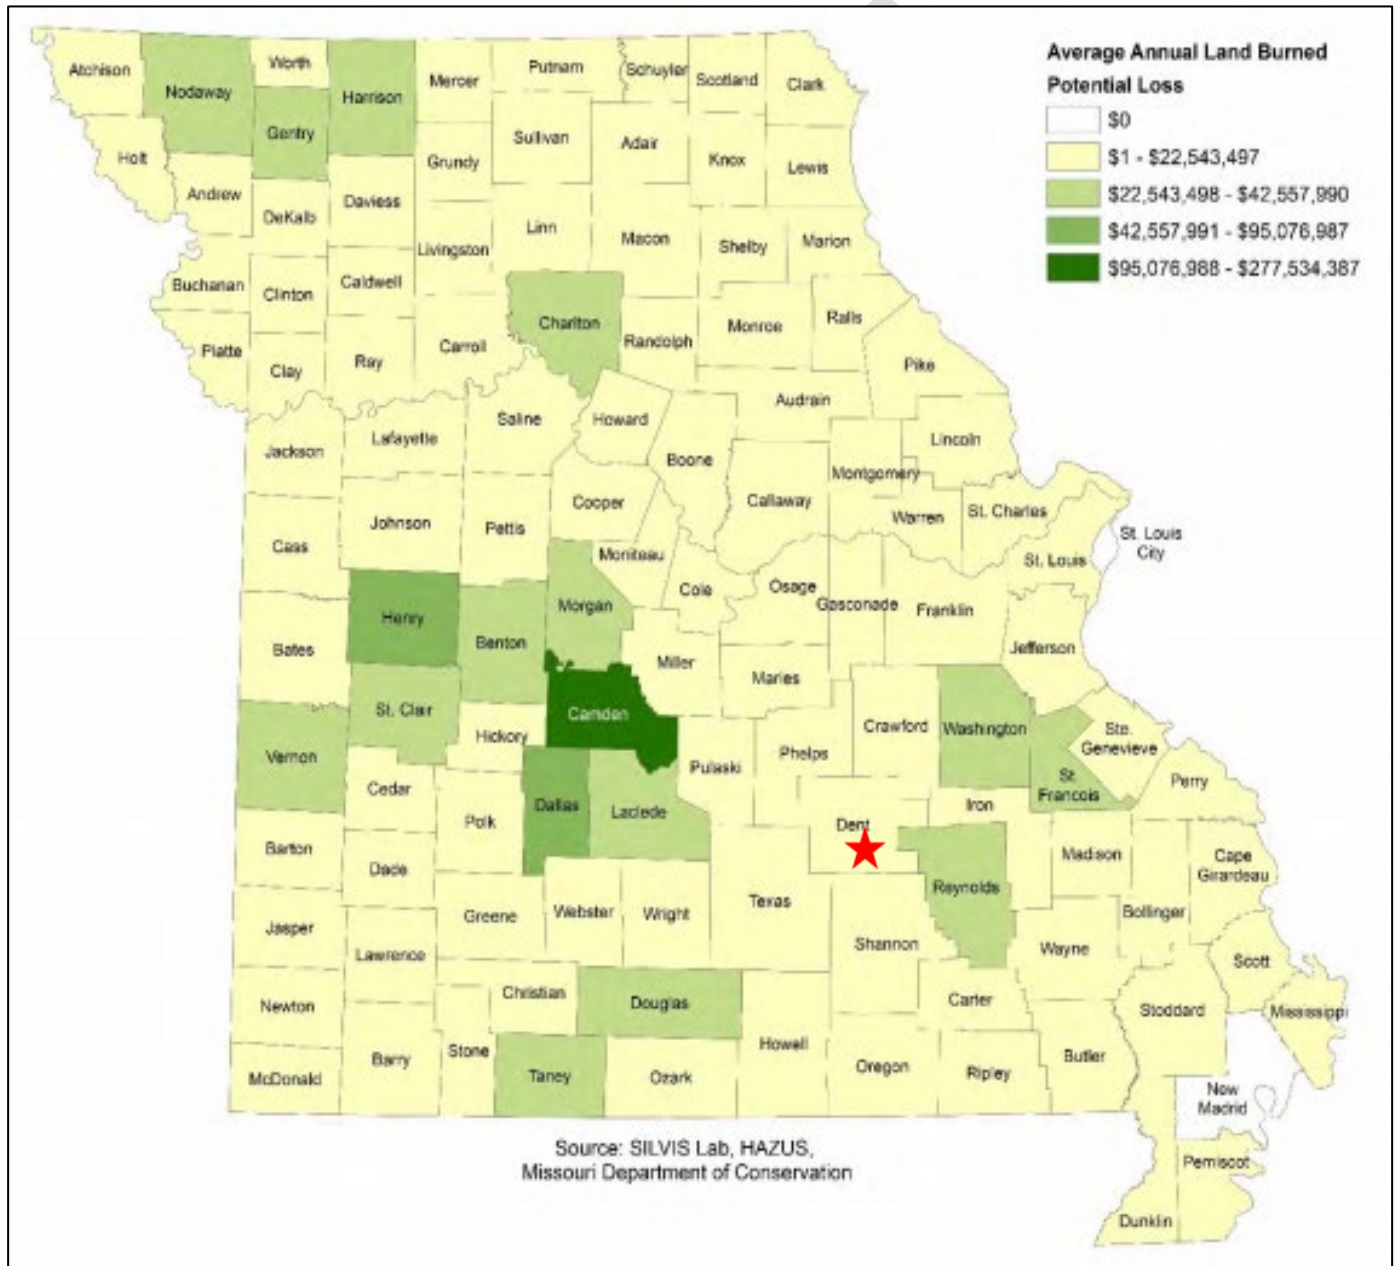 Average Annual Land Burned
Potential Loss
$0
$1 - $22,543,497
$22,543,498 - $42,557,990
$42,557,991 - $95,076,987
$95,076,988 - $277,534,387
Atchison
Nodaway
Worth
Harrison
Mercer
Putnam
Schuyler
Scotland
Clark
Gentry
Holt
Sullivan
Adair
Knox
Lewis
Grundy
Andrew
DeKalb
Daviess
Livingston
Linn
Macon
Shelby
Marion
Buchanan
Clinton
Caldwell
Charlton
Randolph
Monroe
Ralls
Platte
Clay
Ray
Carroll
Pike
Audrain
Saline
Howard
Jackson
Lafayette
Boone
Lincoln
Montgomery
Callaway
Cooper
Johnson
Pettis
Warren
St. Charles
Cass
Moniteau
St. Louis
City
St. Louis
Cole
Osage
Gasconade
Franklin
Henry
Morgan
Benton
Bates
Miller
Jefferson
Maries
St. Clair
Camden
Hickory
Crawford
Washington
Ste.
Genevieve
Vernon
Phelps
Pulaski
Cedar
St.
Francois
Perry
Dallas
Laclede
Iron
Polk
Dent
Barton
Dade
Madison
Cape
Girardeau
Reynolds
Greene
Webster
Wright
Texas
Bollinger
Jasper
Shannon
Wayne
Lawrence
Scott
Newton
Christian
Douglas
Carter
Stoddard
Mississippi
Howell
Barry
Stone
Taney
Ozark
Oregon
Ripley
Butler
McDonald
New
Madrid
Pemiscot
Dunklin
Source: SILVIS Lab, HAZUS,
Missouri Department of Conservation